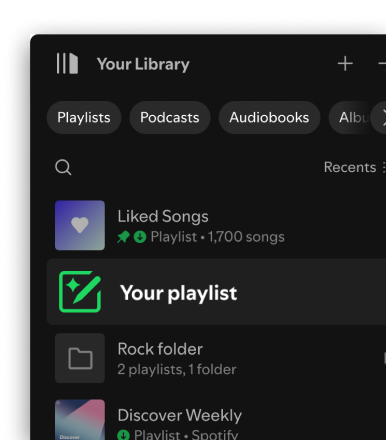 Your Library
Playlists
Podcasts
Audiobooks
Recents
Liked Songs
Playlist • 1,700 songs
Your playlist
Rock folder
2 playlists, 1 folder
Discover Weekly
Playlist • Spotify
Discover